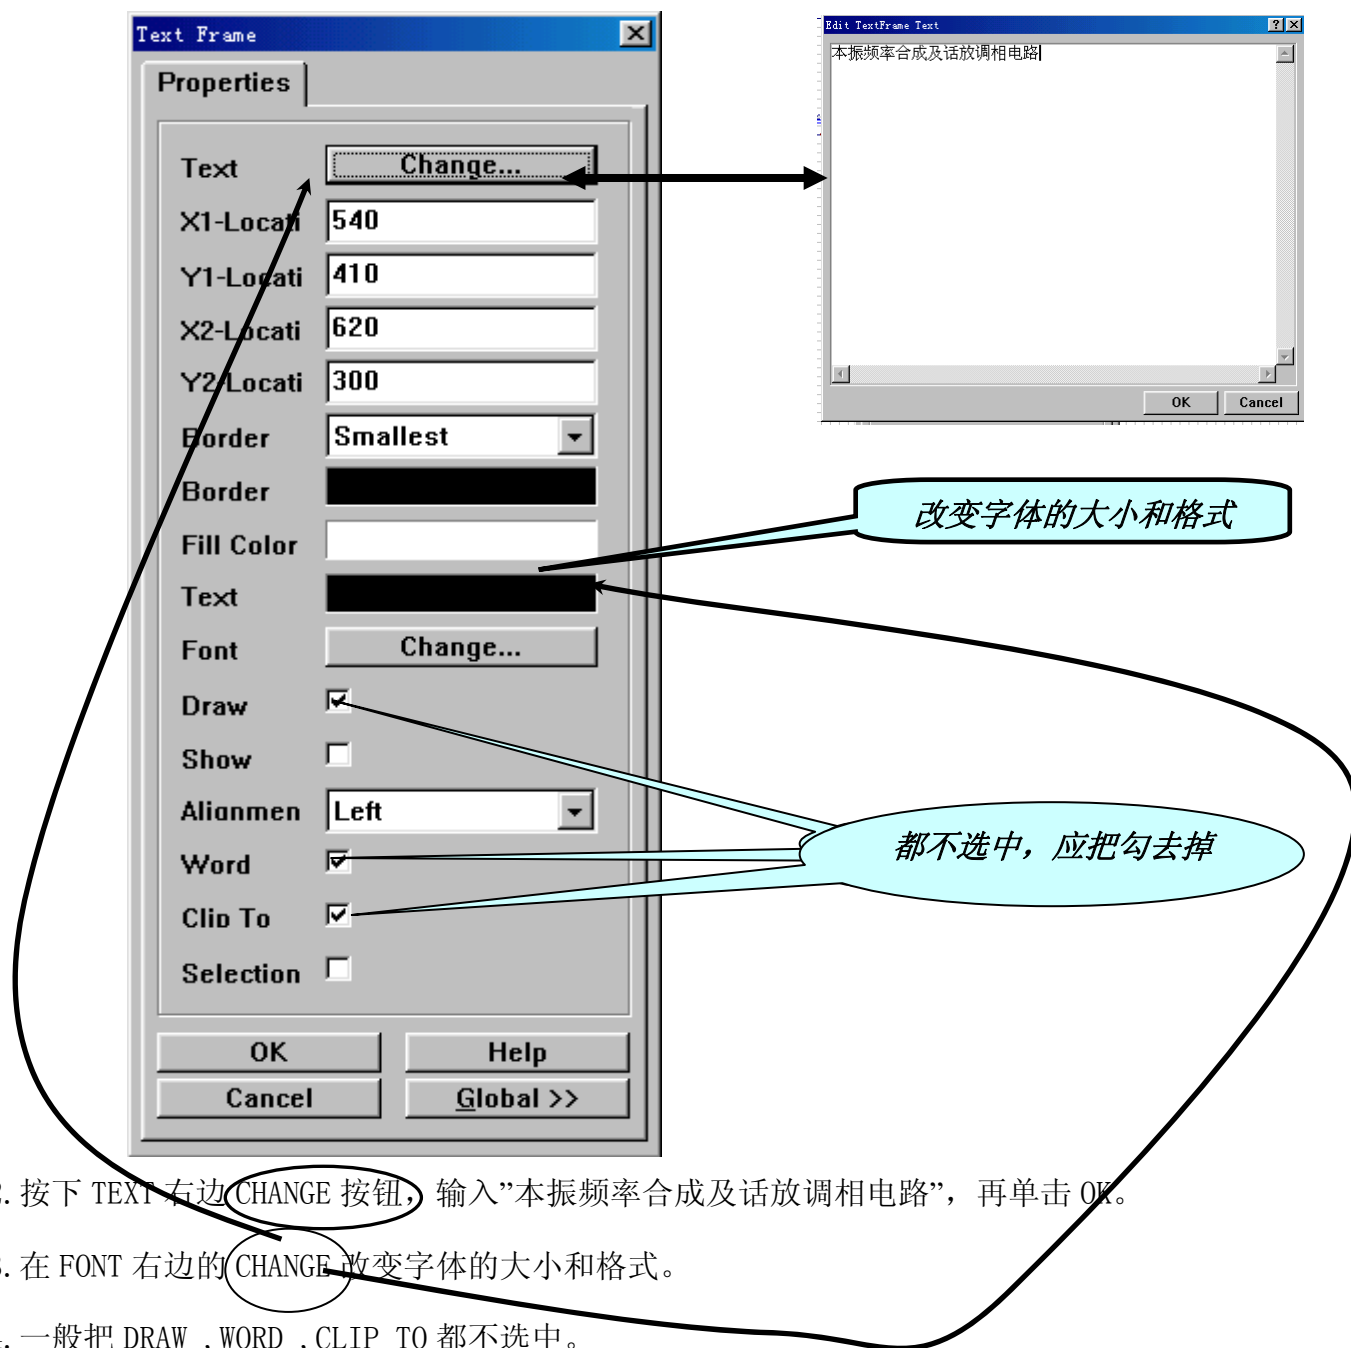 Text Frame
Properties
Text Change...
X1-Locati 540
Y1-Locati 410
X2-Locati 620
Y2-Locati 300
Border Smallest
Border
Fill Color
Text
Font Change...
Draw
Show
Alignmen Left
Word
Clip To
Selection
OK Help
Cancel Global >>
Edit TextFrame Text
本振频率合成及话放调相电路
OK Cancel
改变字体的大小和格式
都不选中，应把勾去掉
2.按下 TEXT 右边 CHANGE 按钮，输入”本振频率合成及话放调相电路”，再单击 OK。
3.在 FONT 右边的 CHANGE 改变字体的大小和格式。
4.一般把 DRAW ,WORD ,CLIP TO 都不选中。